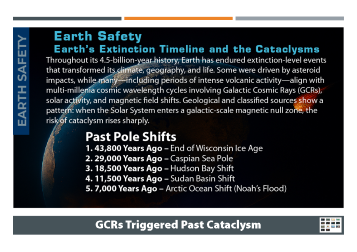 EARTH SAFETY
Earth Safety
Earth's Extinction Timeline and the Cataclysms
Throughout its 4.5-billion-year history, Earth has endured extinction-level events
that transformed its climate, geography, and life. Some were driven by asteroid
impacts, while many—including periods of intense volcanic activity—align with
multi-millenia cosmic wavelength cycles involving Galactic Cosmic Rays (GCRs),
solar activity, and magnetic field shifts. Geological and classified sources show a
pattern: when the Solar System enters a galactic-scale magnetic null zone, the
risk of cataclysm rises sharply.
Past Pole Shifts
1. 43,800 Years Ago – End of Wisconsin Ice Age
2. 29,000 Years Ago – Caspian Sea Pole
3. 18,500 Years Ago – Hudson Bay Shift
4. 11,500 Years Ago – Sudan Basin Shift
5. 7,000 Years Ago – Arctic Ocean Shift (Noah's Flood)
GCRs Triggered Past Cataclysm